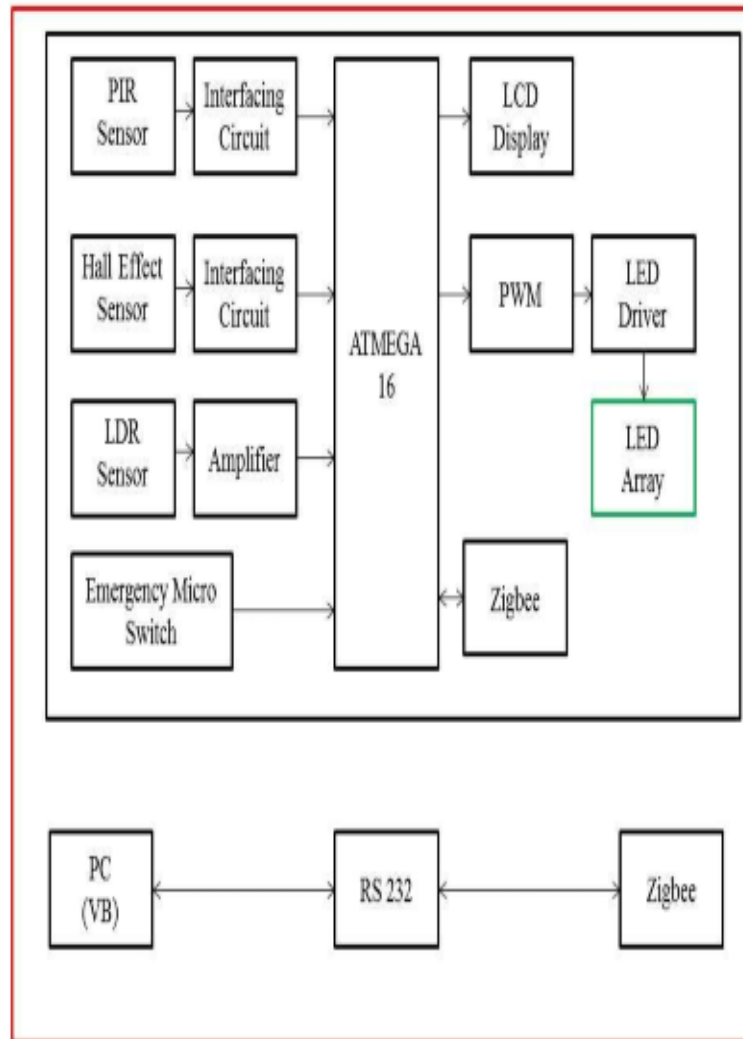 PIR
Sensor
Interfacing
Circuit
LCD
Display
Hall Effect
Sensor
Interfacing
Circuit
ATMEGA
16
PWM
LED
Driver
LDR
Sensor
Amplifier
LED
Array
Emergency Micro
Switch
Zigbee
PC
(VB)
RS 232
Zigbee